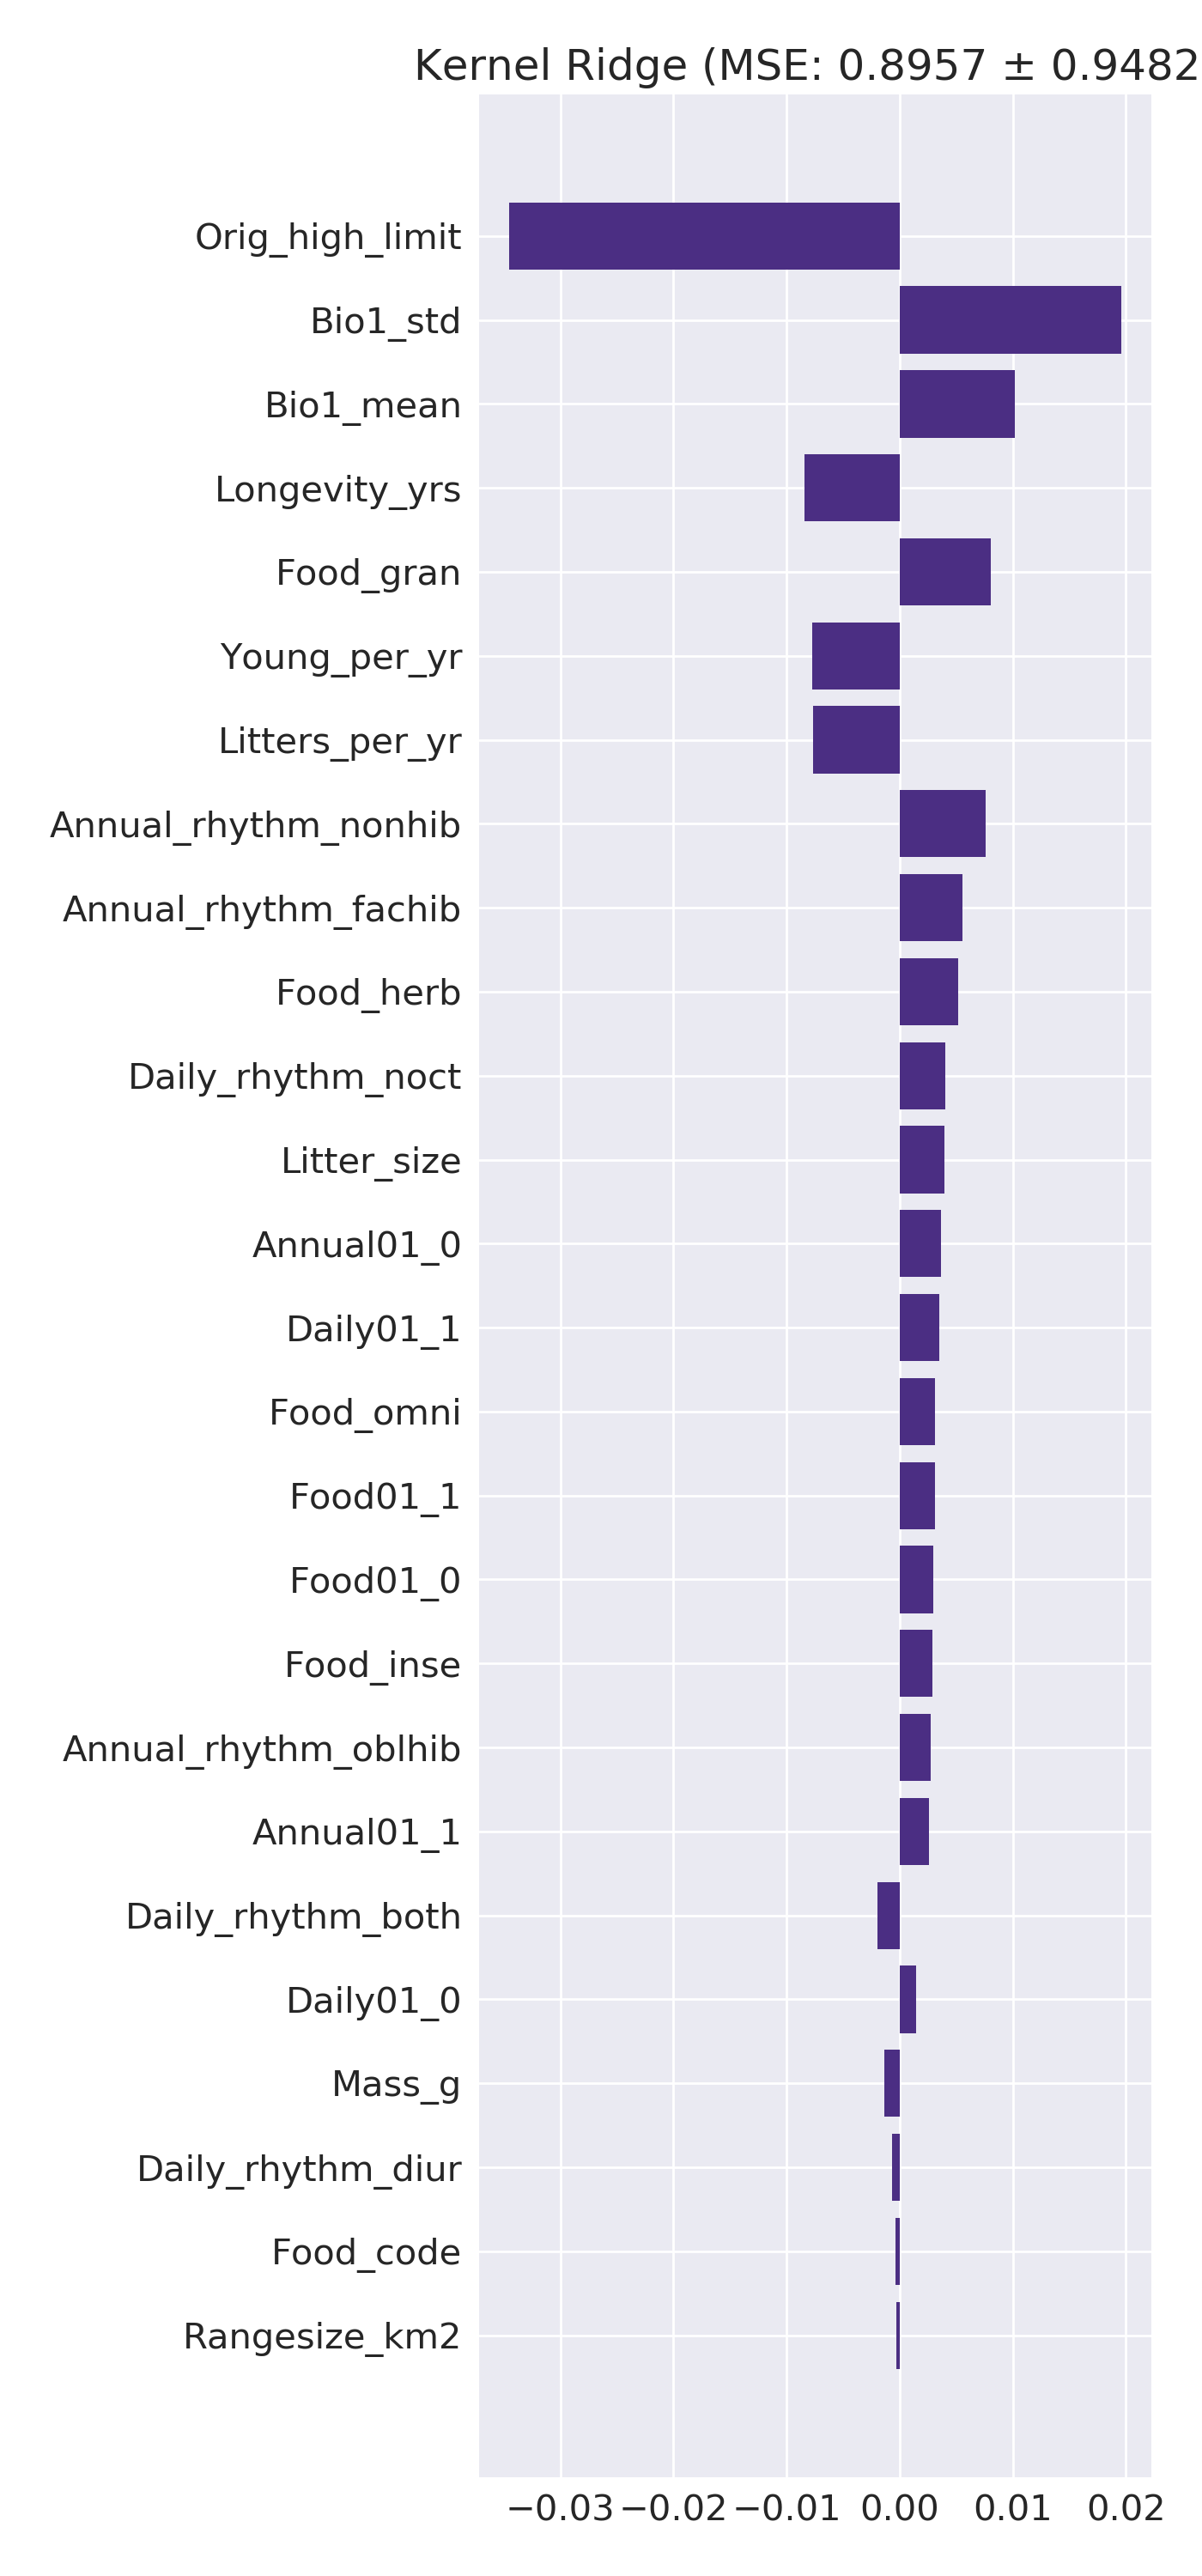 Kernel Ridge (MSE: 0.8957 ± 0.9482
Orig_high_limit
Bio1_std
Bio1_mean
Longevity_yrs
Food_gran
Young_per_yr
Litters_per_yr
Annual_rhythm_nonhib
Annual_rhythm_fachib
Food_herb
Daily_rhythm_noct
Litter_size
Annual01_0
Daily01_1
Food_omni
Food01_1
Food01_0
Food_inse
Annual_rhythm_oblhib
Annual01_1
Daily_rhythm_both
Daily01_0
Mass_g
Daily_rhythm_diur
Food_code
Rangesize_km2
−0.03 −0.02 −0.01 0.00 0.01 0.02